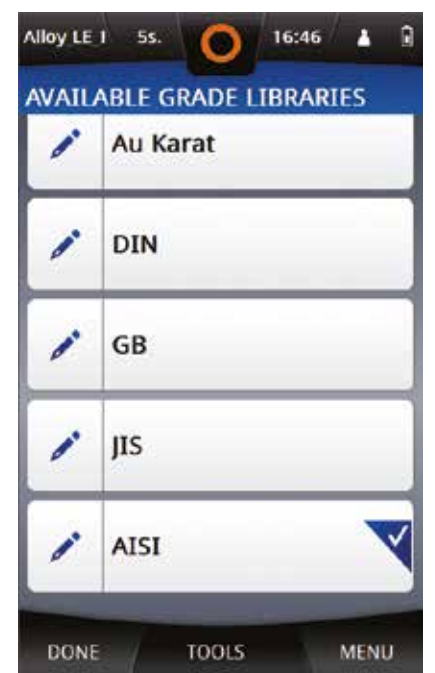 Alloy LE 1 5s. 16:46
AVAILABLE GRADE LIBRARIES
Au Karat
DIN
GB
JIS
AISI
DONE TOOLS MENU